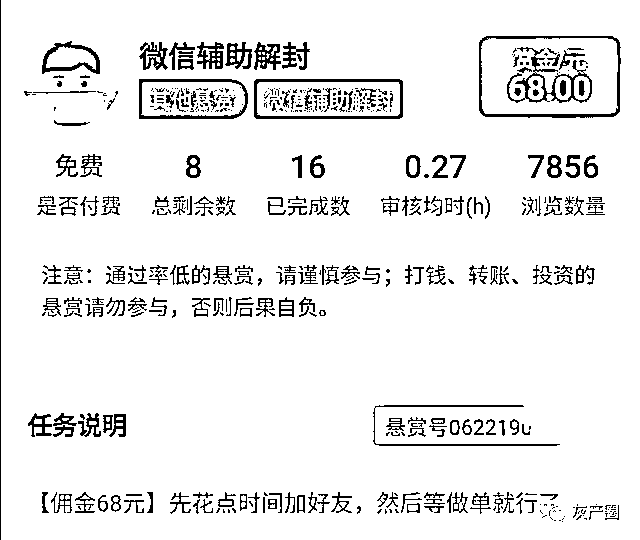 微信辅助解封
赏金/元
其他悬赏 微信辅助解封
68.00
免费 8 16 0.27 7856
是否付费 总剩余数 已完成数 审核均时(h) 浏览数量
注意：通过率低的悬赏，请谨慎参与；打钱、转账、投资的
悬赏请勿参与，否则后果自负。
任务说明
悬赏号062219
【佣金68元】先花点时间加好友，然后等做单就行了
灰产圈